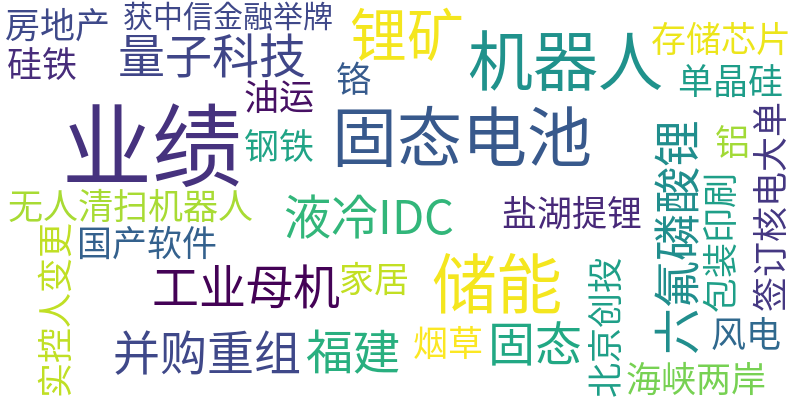 房地产
获中信金融举牌
锂矿
机器人
存储芯片
硅铁
量子科技
铬
单晶硅
油运
业绩
钢铁
固态电池
六氟磷酸锂
铝
签订核电大单
无人清扫机器人
液冷IDC
盐湖提锂
包装印刷
国产软件
实控人变更
工业母机
家居
储能
北京创投
并购重组
福建
烟草
固态
风电
海峡两岸